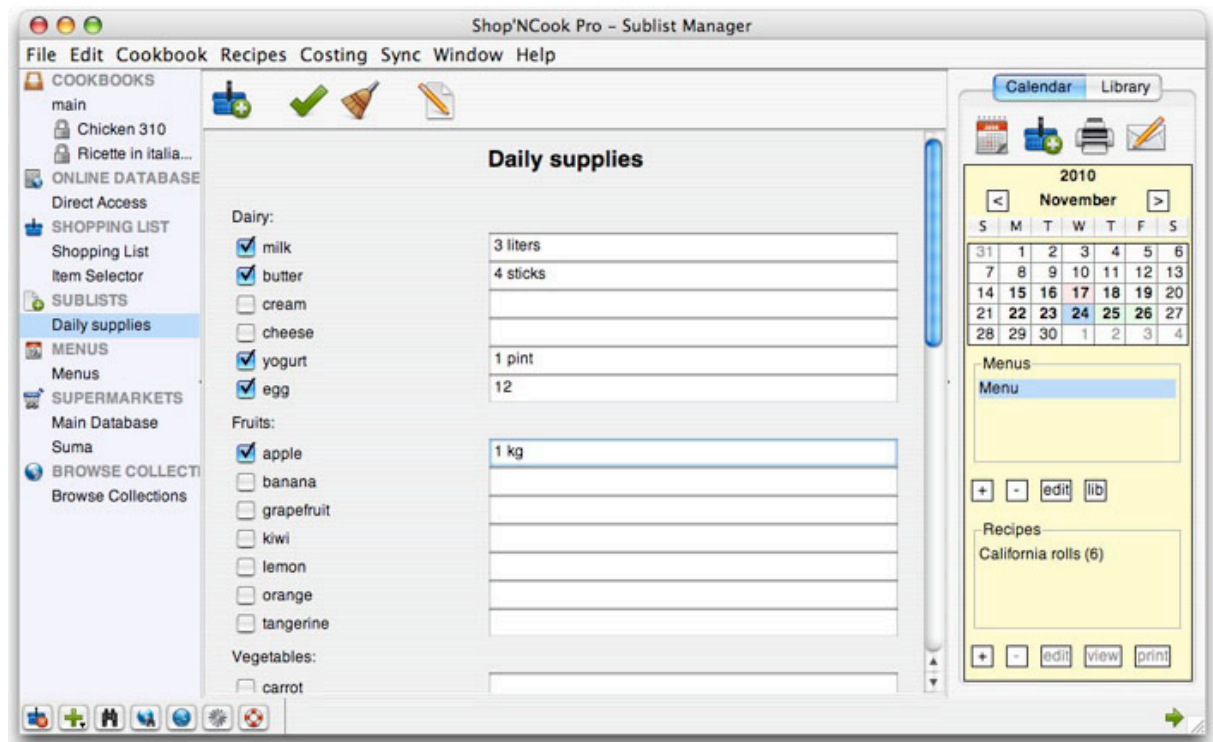 Shop'NCook Pro – Sublist Manager
File Edit Cookbook Recipes Costing Sync Window Help
COOKBOOKS
main
Chicken 310
Ricette in italia...
ONLINE DATABASE
Direct Access
SHOPPING LIST
Shopping List
Item Selector
SUBLISTS
Daily supplies
MENUS
Menus
SUPERMARKETS
Main Database
Suma
BROWSE COLLECTI
Browse Collections
Daily supplies
Dairy:
milk 3 liters
butter 4 sticks
cream
cheese
yogurt 1 pint
egg 12
Fruits:
apple 1 kg
banana
grapefruit
kiwi
lemon
orange
tangerine
Vegetables:
carrot
Calendar Library
2010
< November >
S M T W T F S
31 1 2 3 4 5 6
7 8 9 10 11 12 13
14 15 16 17 18 19 20
21 22 23 24 25 26 27
28 29 30 1 2 3 4
Menus
Menu
+ - edit lib
Recipes
California rolls (6)
+ - edit view print